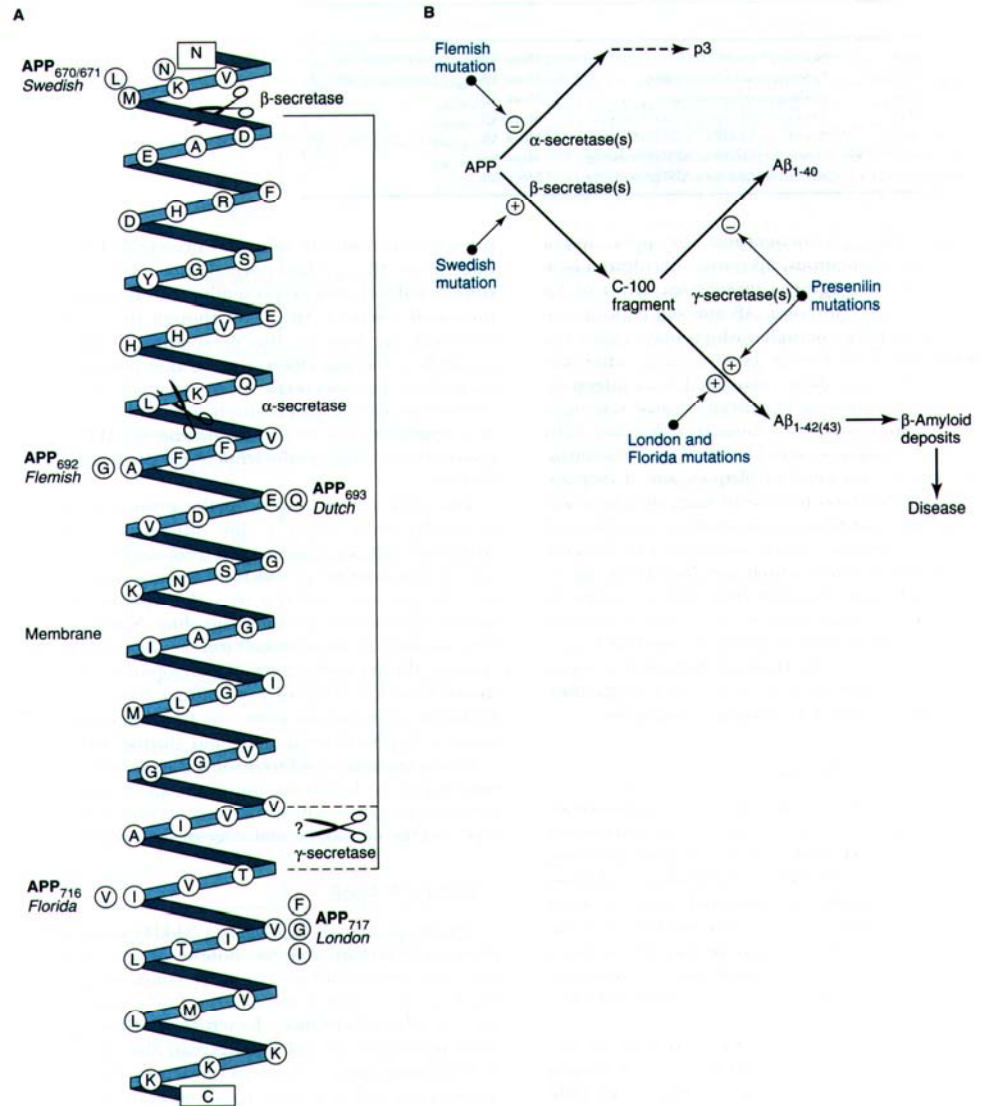 A
N
APP670/671
Swedish
L
N
M
K
V
β-secretase
E
A
D
D
H
R
F
Y
G
S
H
H
V
E
L
K
Q
α-secretase
V
APP692
Flemish
G
A
F
F
E
Q
APP693
Dutch
V
D
K
N
S
G
Membrane
I
A
G
M
L
G
I
G
G
V
V
A
I
V
?
γ-secretase
T
APP716
Florida
V
I
V
F
V
G
APP717
London
I
L
T
I
L
M
V
K
K
K
C
B
Flemish
mutation
p3
−
α-secretase(s)
APP
β-secretase(s)
+
Swedish
mutation
Aβ1-40
−
C-100
fragment
γ-secretase(s)
Presenilin
mutations
+
+
London and
Florida mutations
Aβ1-42(43)
β-Amyloid
deposits
Disease